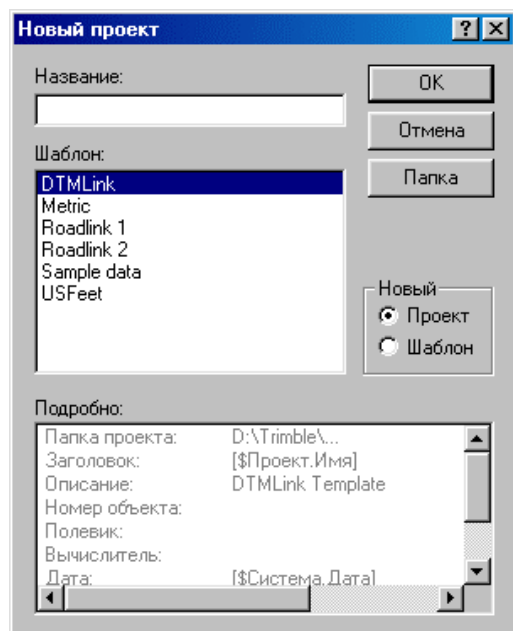 Новый проект
Название:
OK
Отмена
Папка
Шаблон:
DTMLink
Metric
Roadlink 1
Roadlink 2
Sample data
USFeet
Новый
Проект
Шаблон
Подробно:
Папка проекта: D:\Trimble\...
Заголовок: [$Проект.Имя]
Описание: DTMLink Template
Номер объекта:
Полевик:
Вычислитель:
Дата: [$Система.Дата]